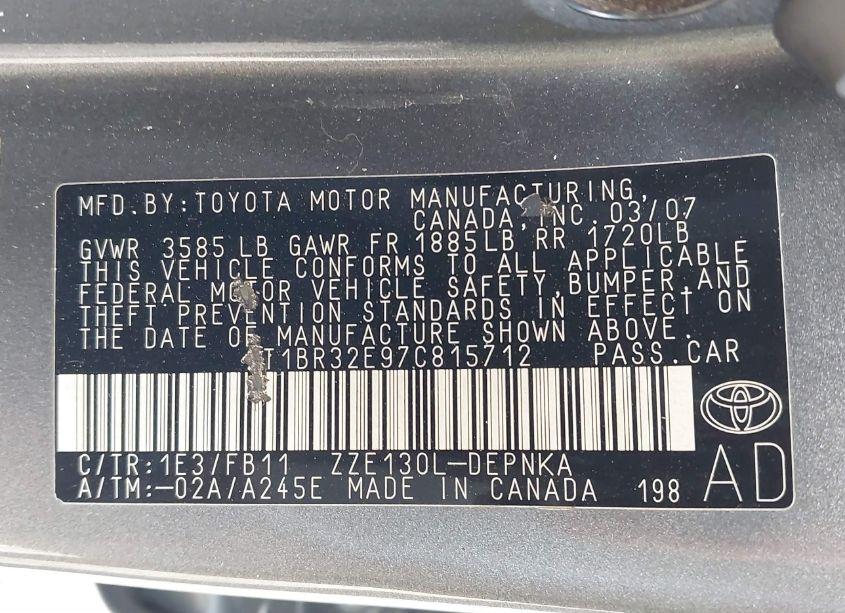 MFD.BY:TOYOTA MOTOR MANUFACTURING,
CANADA, INC. 03/07
GVWR 3585 LB GAWR FR 1885LB RR 1720LB
THIS VEHICLE CONFORMS TO ALL APPLICABLE
FEDERAL MOTOR VEHICLE SAFETY, BUMPER, AND
THEFT PREVENTION STANDARDS IN EFFECT ON
THE DATE OF MANUFACTURE SHOWN ABOVE.
T1BR32E97C815712 PASS.CAR
C/TR:1E3/FB11 ZZE130L-DEPNKA
A/TM:-02A/A245E MADE IN CANADA 198
AD